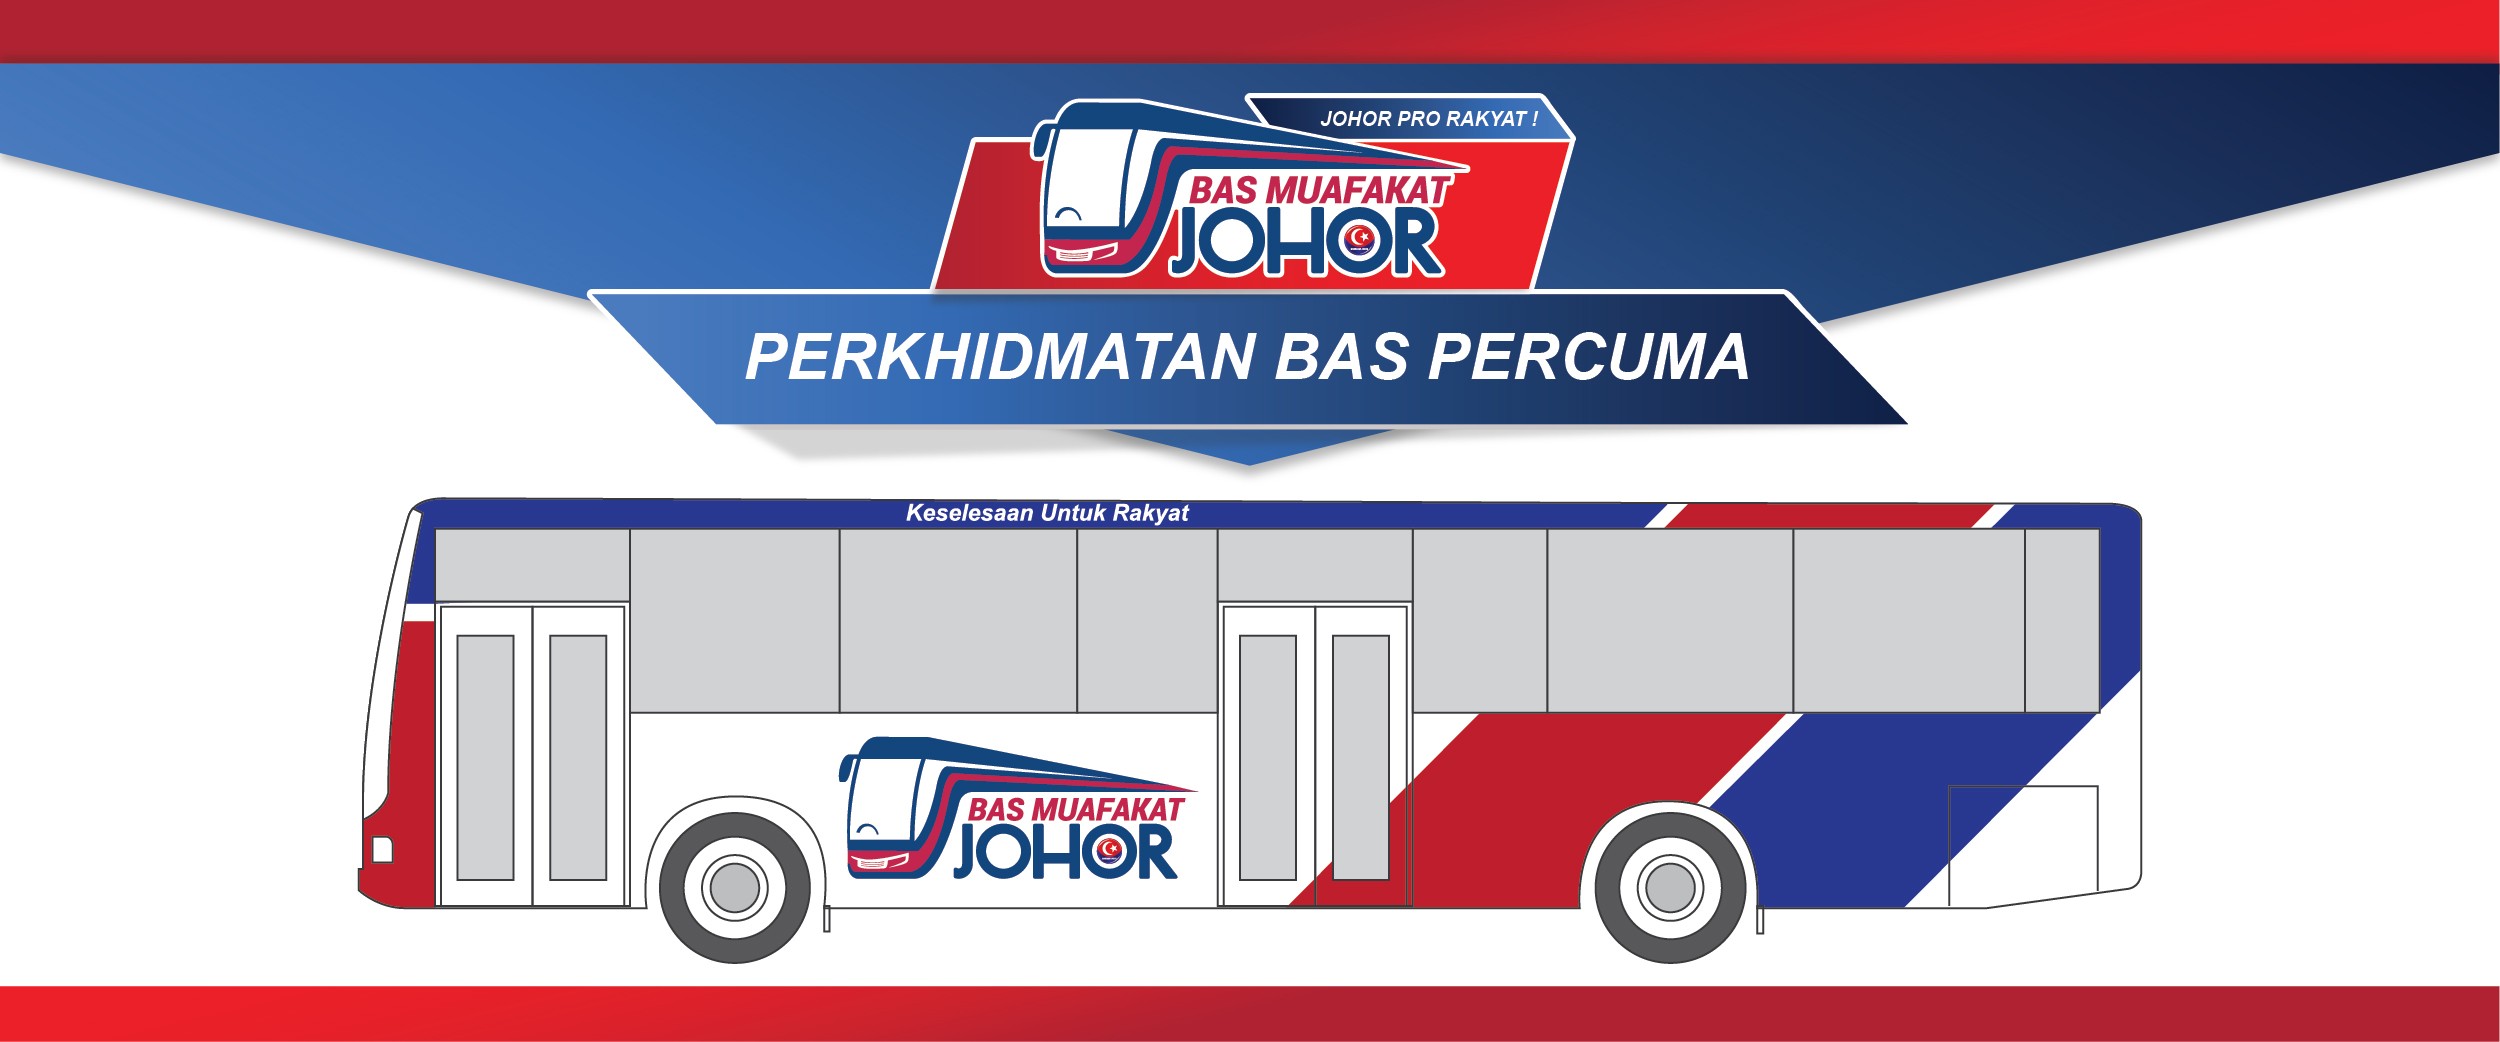 JOHOR PRO RAKYAT !
BAS MUAFAKAT
JOHOR
PERKHIDMATAN BAS PERCUMA
Keselesaan Untuk Rakyat
BAS MUAFAKAT
JOHOR